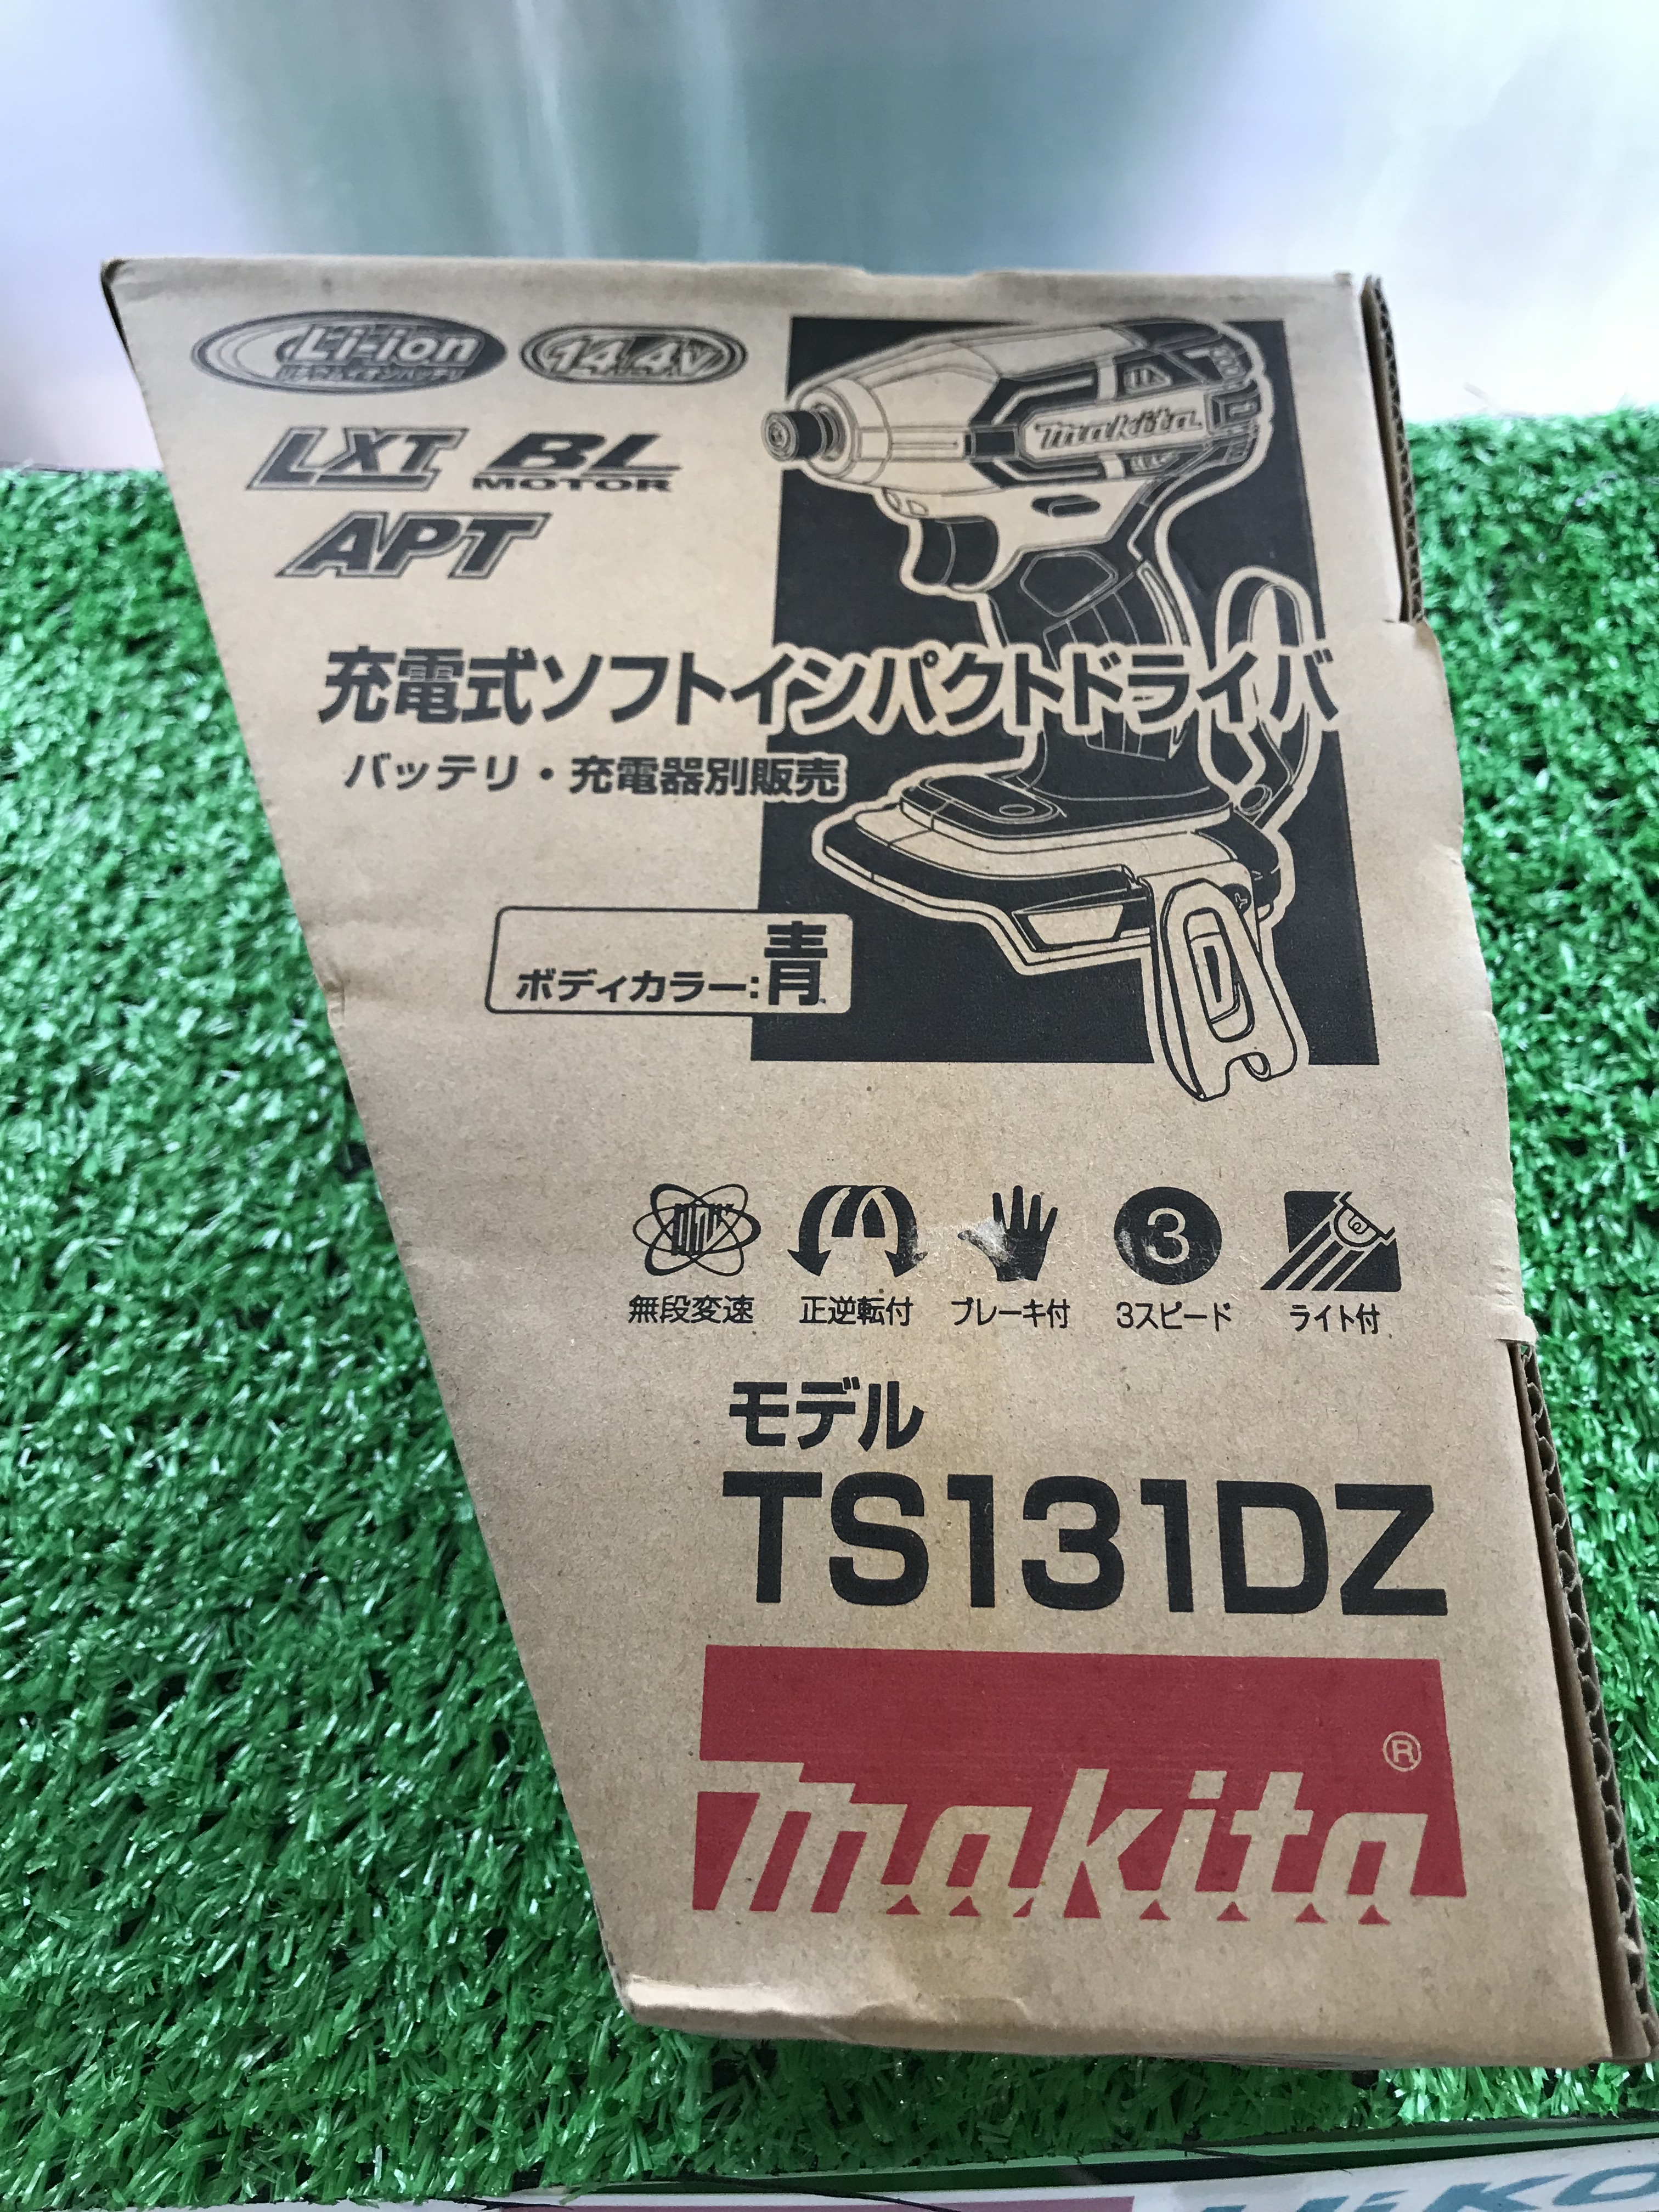 Li-ion
リチウムイオンバッテリ
14.4V
LXT BL
MOTOR
APT
makita
充電式ソフトインパクトドライバ
バッテリ・充電器別販売
ボディカラー:青
無段変速 正逆転付 ブレーキ付 3スピード ライト付
3
モデル
TS131DZ
makita®